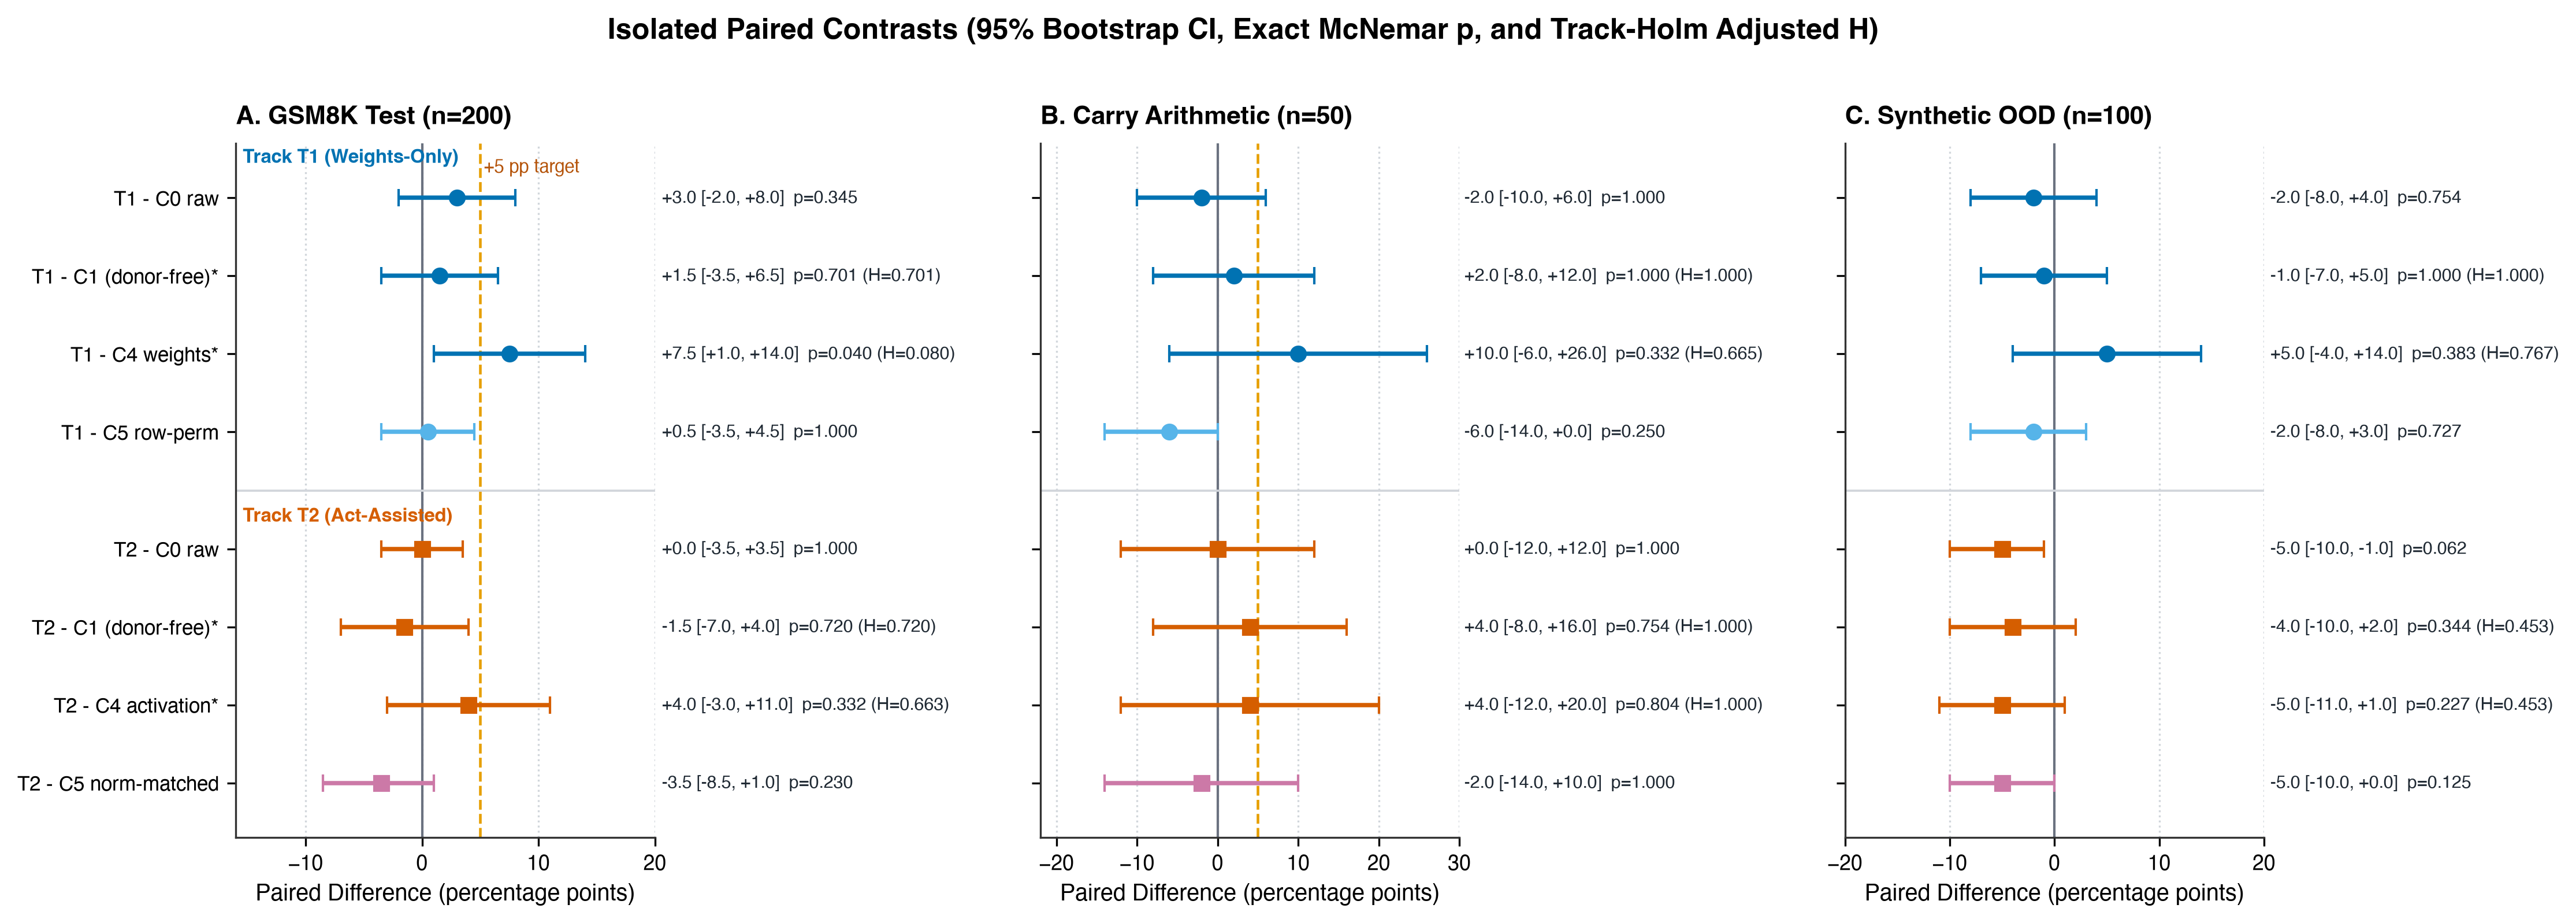 Isolated Paired Contrasts (95% Bootstrap CI, Exact McNemar p, and Track-Holm Adjusted H)
A. GSM8K Test (n=200)
Track T1 (Weights-Only)
+5 pp target
T1 - C0 raw
+3.0 [-2.0, +8.0] p=0.345
T1 - C1 (donor-free)*
+1.5 [-3.5, +6.5] p=0.701 (H=0.701)
T1 - C4 weights*
+7.5 [+1.0, +14.0] p=0.040 (H=0.080)
T1 - C5 row-perm
+0.5 [-3.5, +4.5] p=1.000
Track T2 (Act-Assisted)
T2 - C0 raw
+0.0 [-3.5, +3.5] p=1.000
T2 - C1 (donor-free)*
-1.5 [-7.0, +4.0] p=0.720 (H=0.720)
T2 - C4 activation*
+4.0 [-3.0, +11.0] p=0.332 (H=0.663)
T2 - C5 norm-matched
-3.5 [-8.5, +1.0] p=0.230
−10 0 10 20
Paired Difference (percentage points)
B. Carry Arithmetic (n=50)
-2.0 [-10.0, +6.0] p=1.000
+2.0 [-8.0, +12.0] p=1.000 (H=1.000)
+10.0 [-6.0, +26.0] p=0.332 (H=0.665)
-6.0 [-14.0, +0.0] p=0.250
+0.0 [-12.0, +12.0] p=1.000
+4.0 [-8.0, +16.0] p=0.754 (H=1.000)
+4.0 [-12.0, +20.0] p=0.804 (H=1.000)
-2.0 [-14.0, +10.0] p=1.000
−20 −10 0 10 20 30
Paired Difference (percentage points)
C. Synthetic OOD (n=100)
-2.0 [-8.0, +4.0] p=0.754
-1.0 [-7.0, +5.0] p=1.000 (H=1.000)
+5.0 [-4.0, +14.0] p=0.383 (H=0.767)
-2.0 [-8.0, +3.0] p=0.727
-5.0 [-10.0, -1.0] p=0.062
-4.0 [-10.0, +2.0] p=0.344 (H=0.453)
-5.0 [-11.0, +1.0] p=0.227 (H=0.453)
-5.0 [-10.0, +0.0] p=0.125
−20 −10 0 10 20
Paired Difference (percentage points)